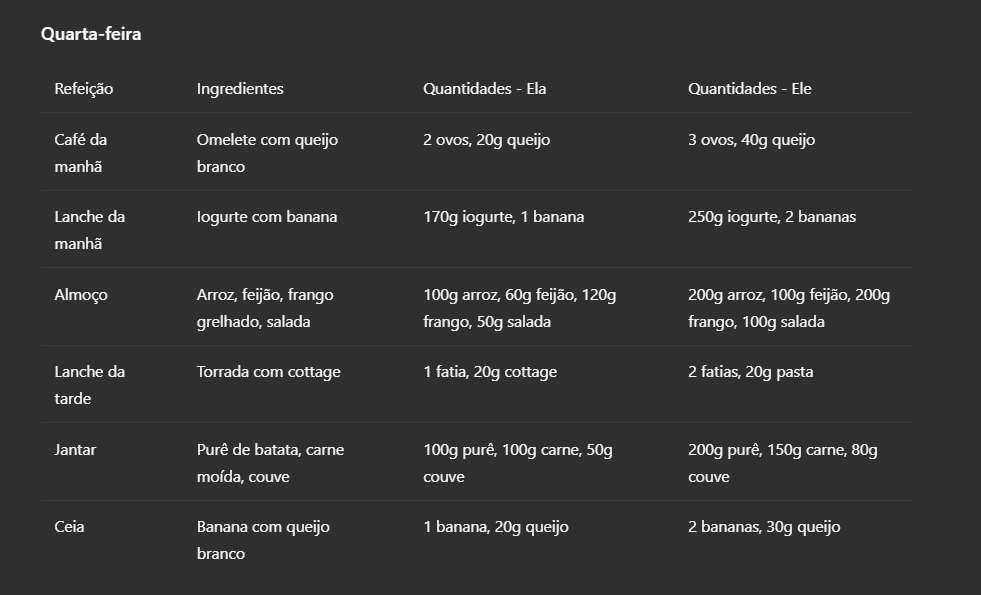 Quarta-feira
Refeição Ingredientes Quantidades - Ela Quantidades - Ele
Café da manhã Omelete com queijo branco 2 ovos, 20g queijo 3 ovos, 40g queijo
Lanche da manhã Iogurte com banana 170g iogurte, 1 banana 250g iogurte, 2 bananas
Almoço Arroz, feijão, frango grelhado, salada 100g arroz, 60g feijão, 120g frango, 50g salada 200g arroz, 100g feijão, 200g frango, 100g salada
Lanche da tarde Torrada com cottage 1 fatia, 20g cottage 2 fatias, 20g pasta
Jantar Purê de batata, carne moída, couve 100g purê, 100g carne, 50g couve 200g purê, 150g carne, 80g couve
Ceia Banana com queijo branco 1 banana, 20g queijo 2 bananas, 30g queijo